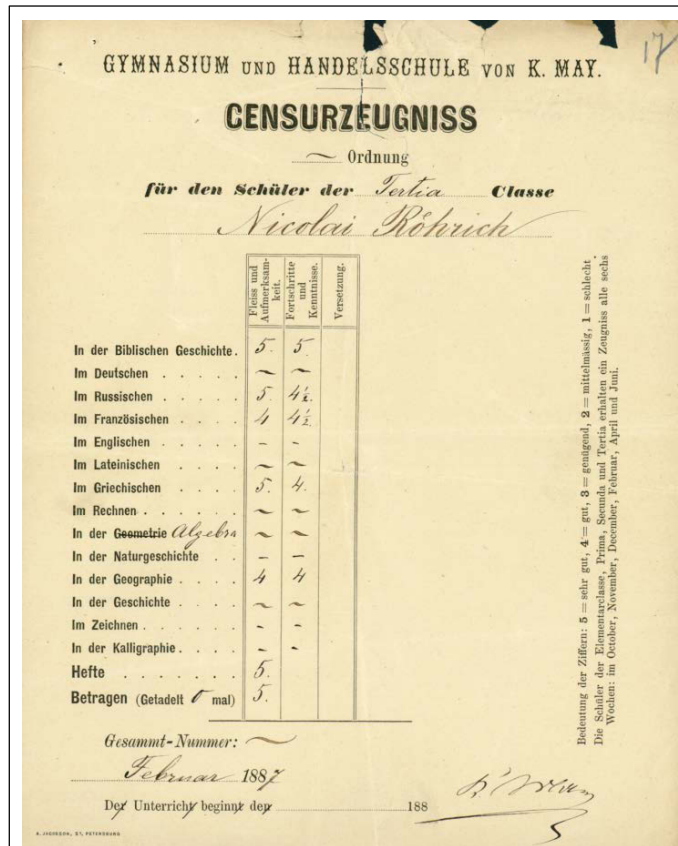 17
GYMNASIUM UND HANDELSSCHULE VON K. MAY.
CENSURZEUGNISS
~ Ordnung
für den Schüler der Tertia Classe
Nicolai Röhrich
Fleiss und Aufmerksam-keit.
Fortschritte und Kenntnisse.
Versetzung.
In der Biblischen Geschichte. 5. 5.
Im Deutschen . . . . . ~ ~
Im Russischen . . . . . 5. 4½.
Im Französischen . . . . 4 4½.
Im Englischen . . . . . - -
Im Lateinischen . . . . ~ ~
Im Griechischen . . . . 5. 4.
Im Rechnen . . . . . . ~ ~
In der Geometrie Algebra ~ ~
In der Naturgeschichte . . - -
In der Geographie . . . . 4 4
In der Geschichte . . . . ~ ~
Im Zeichnen . . . . . - -
In der Kalligraphie . . . - -
Hefte . . . . . . . 5.
Betragen (Getadelt 0 mal) 5.
Gesammt-Nummer: ~
Februar 1887
Der Unterricht beginnt den 188
A. JACOBSON, ST. PETERSBURG
Bedeutung der Ziffern: 5 = sehr gut, 4 = gut, 3 = genügend, 2 = mittelmässig, 1 = schlecht
Die Schüler der Elementarclasse, Prima, Secunda und Tertia erhalten ein Zeugniss alle sechs
Wochen: im October, November, December, Februar, April und Juni.